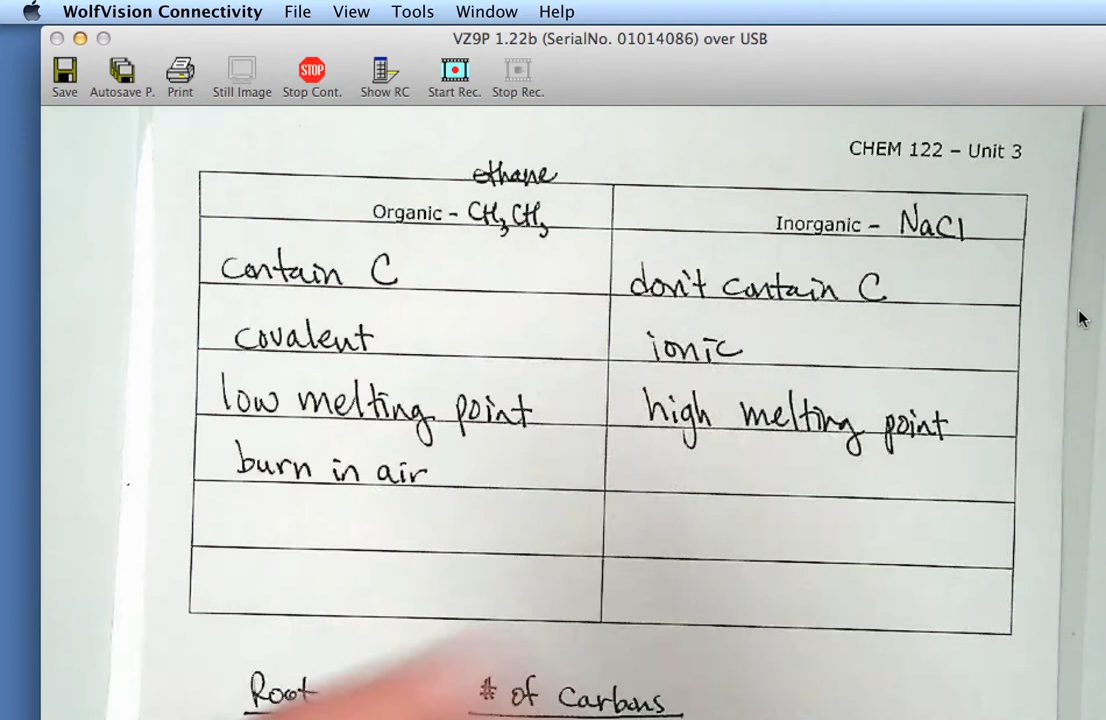 WolfVision Connectivity File View Tools Window Help
VZ9P 1.22b (SerialNo. 01014086) over USB
Save Autosave P. Print Still Image Stop Cont. Show RC Start Rec. Stop Rec.
STOP
CHEM 122 – Unit 3
ethane
Organic - CH3CH3
Inorganic - NaCl
contain C
don't contain C
covalent
ionic
low melting point
high melting point
burn in air
Root # of Carbons